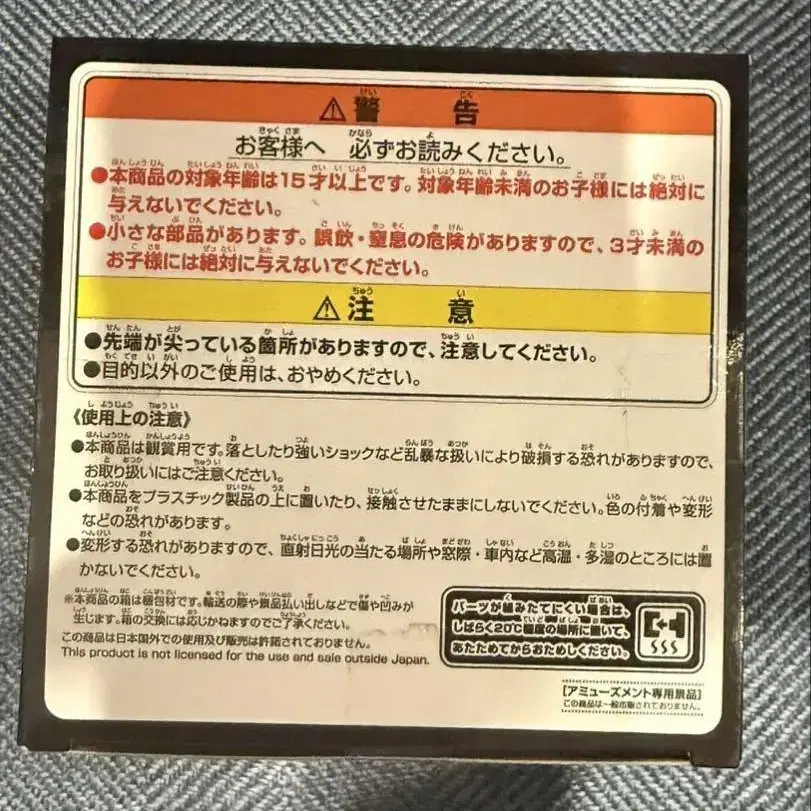 ⚠警告
お客様へ 必ずお読みください。
●本商品の対象年齢は15才以上です。対象年齢未満のお子様には絶対に
与えないでください。
●小さな部品があります。誤飲・窒息の危険がありますので、3才未満の
お子様には絶対に与えないでください。
⚠注意
●先端が尖っている箇所がありますので、注意してください。
●目的以外のご使用は、おやめください。
《使用上の注意》
●本商品は観賞用です。落としたり強いショックなど乱暴な扱いにより破損する恐れがありますので、
お取り扱いにはご注意ください。
●本商品をプラスチック製品の上に置いたり、接触させたままにしないでください。色の付着や変形
などの恐れがあります。
●変形する恐れがありますので、直射日光の当たる場所や窓際・車内など高温・多湿のところには置
かないでください。
※本商品の箱は梱包材です。輸送の際や景品払い出しなどで傷や凹みが
生じます。箱の交換には応じかねますのでご了承ください。
この商品は日本国外での使用及び販売は許諾されておりません。
This product is not licensed for the use and sale outside Japan.
パーツが組みたてにくい場合は、
しばらく20℃程度の場所に置いて、
あたためてからおためしください。
[アミューズメント専用景品]
この商品は一般市販されておりません。